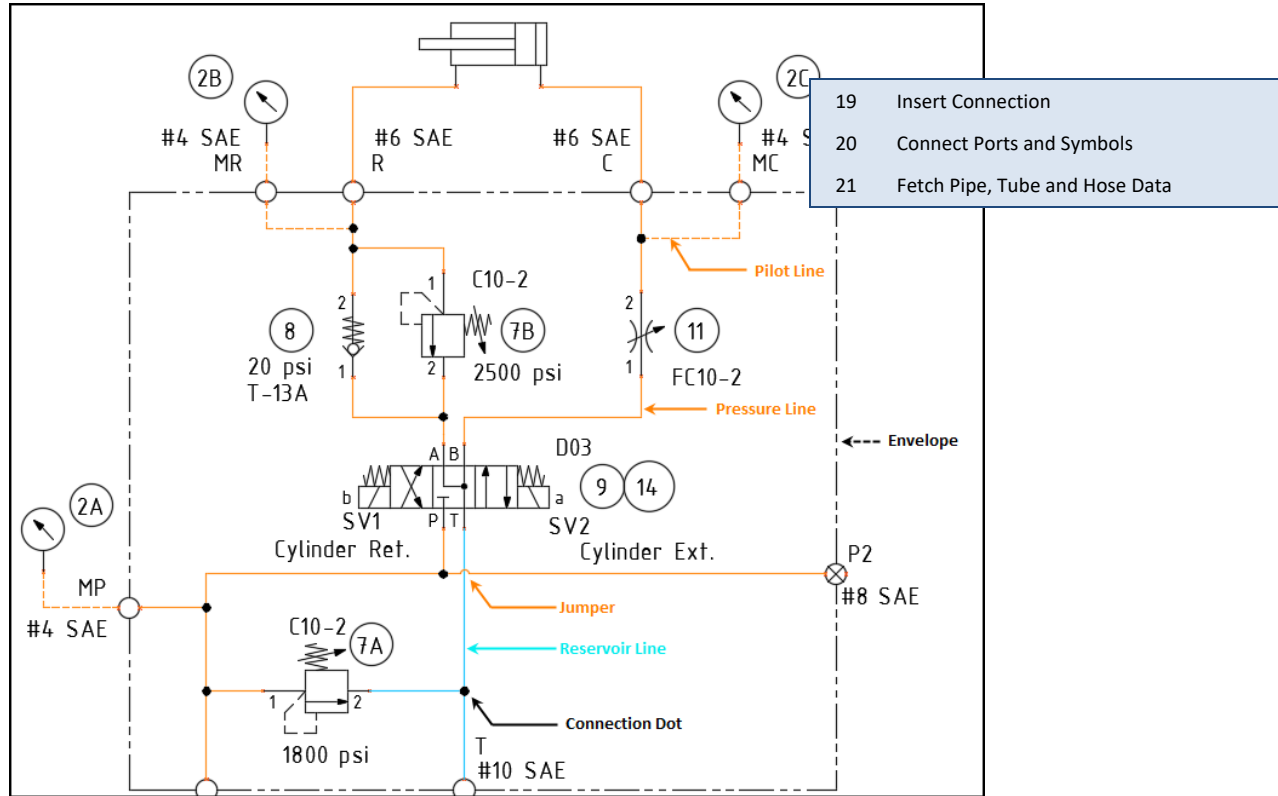 2B
2C
19 Insert Connection
#4 SAE
MR
#6 SAE
R
#6 SAE
C
#4 S
MC
20 Connect Ports and Symbols
21 Fetch Pipe, Tube and Hose Data
Pilot Line
1
C10-2
2
8
7B
2
11
20 psi
T-13A
1
2
2500 psi
1
FC10-2
Pressure Line
A B
D03
Envelope
b
a
9
14
2A
SV1
P T
SV2
Cylinder Ret.
Cylinder Ext.
P2
MP
#8 SAE
#4 SAE
Jumper
C10-2
7A
Reservoir Line
1
2
Connection Dot
1800 psi
T
#10 SAE